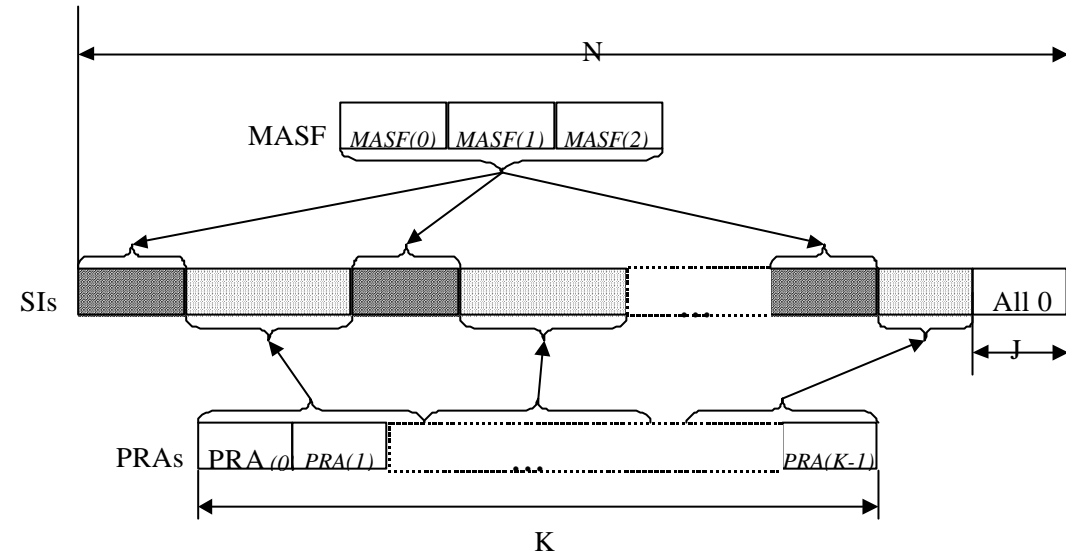 N
MASF MASF(0) MASF(1) MASF(2)
SIs ... All 0
J
PRAs PRA(0 PRA(1) ... PRA(K-1)
K